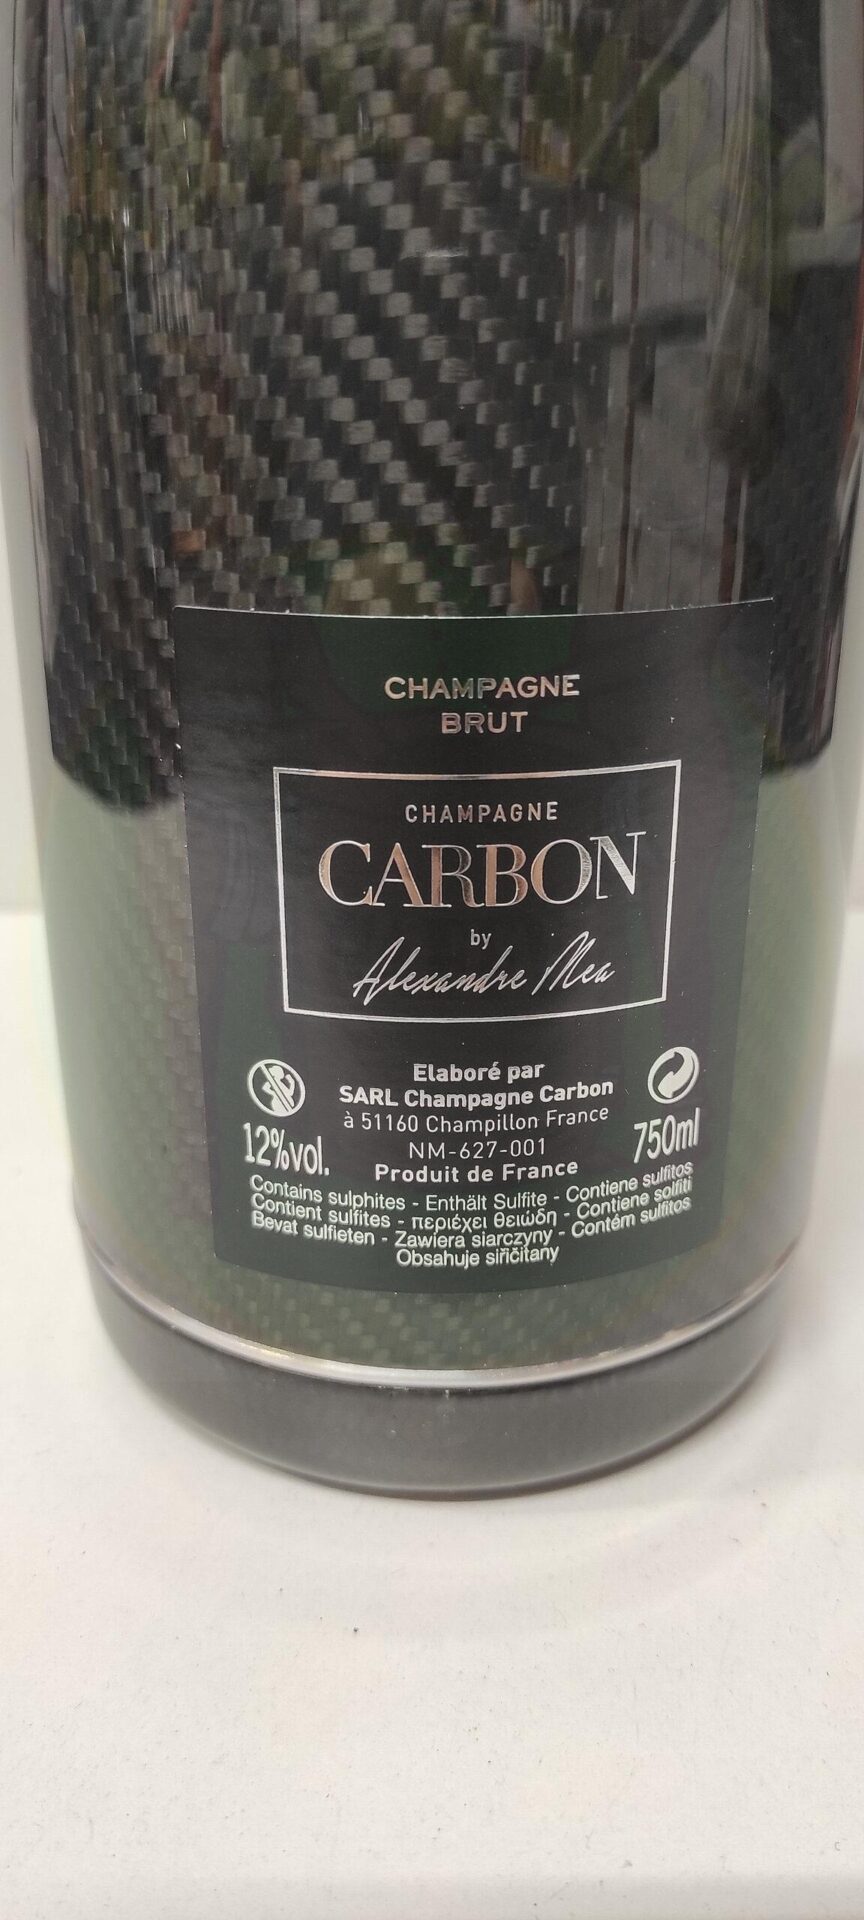 CHAMPAGNE
BRUT
CHAMPAGNE
CARBON
by
Alexandre Mea
Elaboré par
SARL Champagne Carbon
à 51160 Champillon France
NM-627-001
12%vol.
750ml
Produit de France
Contains sulphites - Enthält Sulfite - Contiene sulfitos
Contient sulfites - περιέχει θειώδη - Contiene solfiti
Bevat sulfieten - Zawiera siarczyny - Contém sulfitos
Obsahuje siřičitany